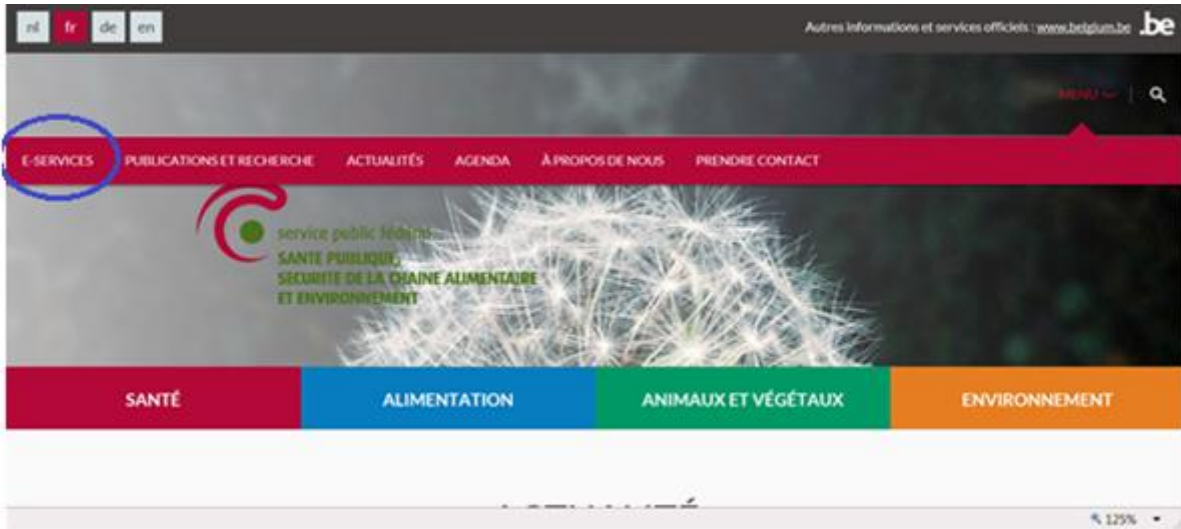 nl fr de en
Autres informations et services officiels : www.belgium.be .be
MENU
E-SERVICES PUBLICATIONS ET RECHERCHE ACTUALITÉS AGENDA À PROPOS DE NOUS PRENDRE CONTACT
service public fédéral
SANTE PUBLIQUE,
SECURITE DE LA CHAINE ALIMENTAIRE
ET ENVIRONNEMENT
SANTÉ ALIMENTATION ANIMAUX ET VÉGÉTAUX ENVIRONNEMENT
125%